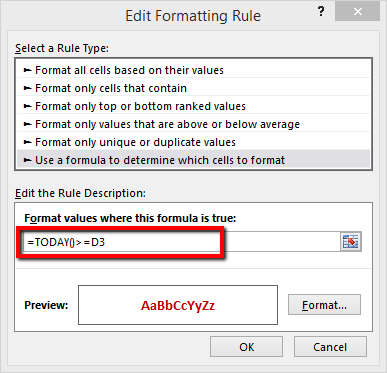 Edit Formatting Rule
? ×
Select a Rule Type:
► Format all cells based on their values
► Format only cells that contain
► Format only top or bottom ranked values
► Format only values that are above or below average
► Format only unique or duplicate values
► Use a formula to determine which cells to format
Edit the Rule Description:
Format values where this formula is true:
=TODAY()>=D3
Preview: AaBbCcYyZz Format...
OK Cancel